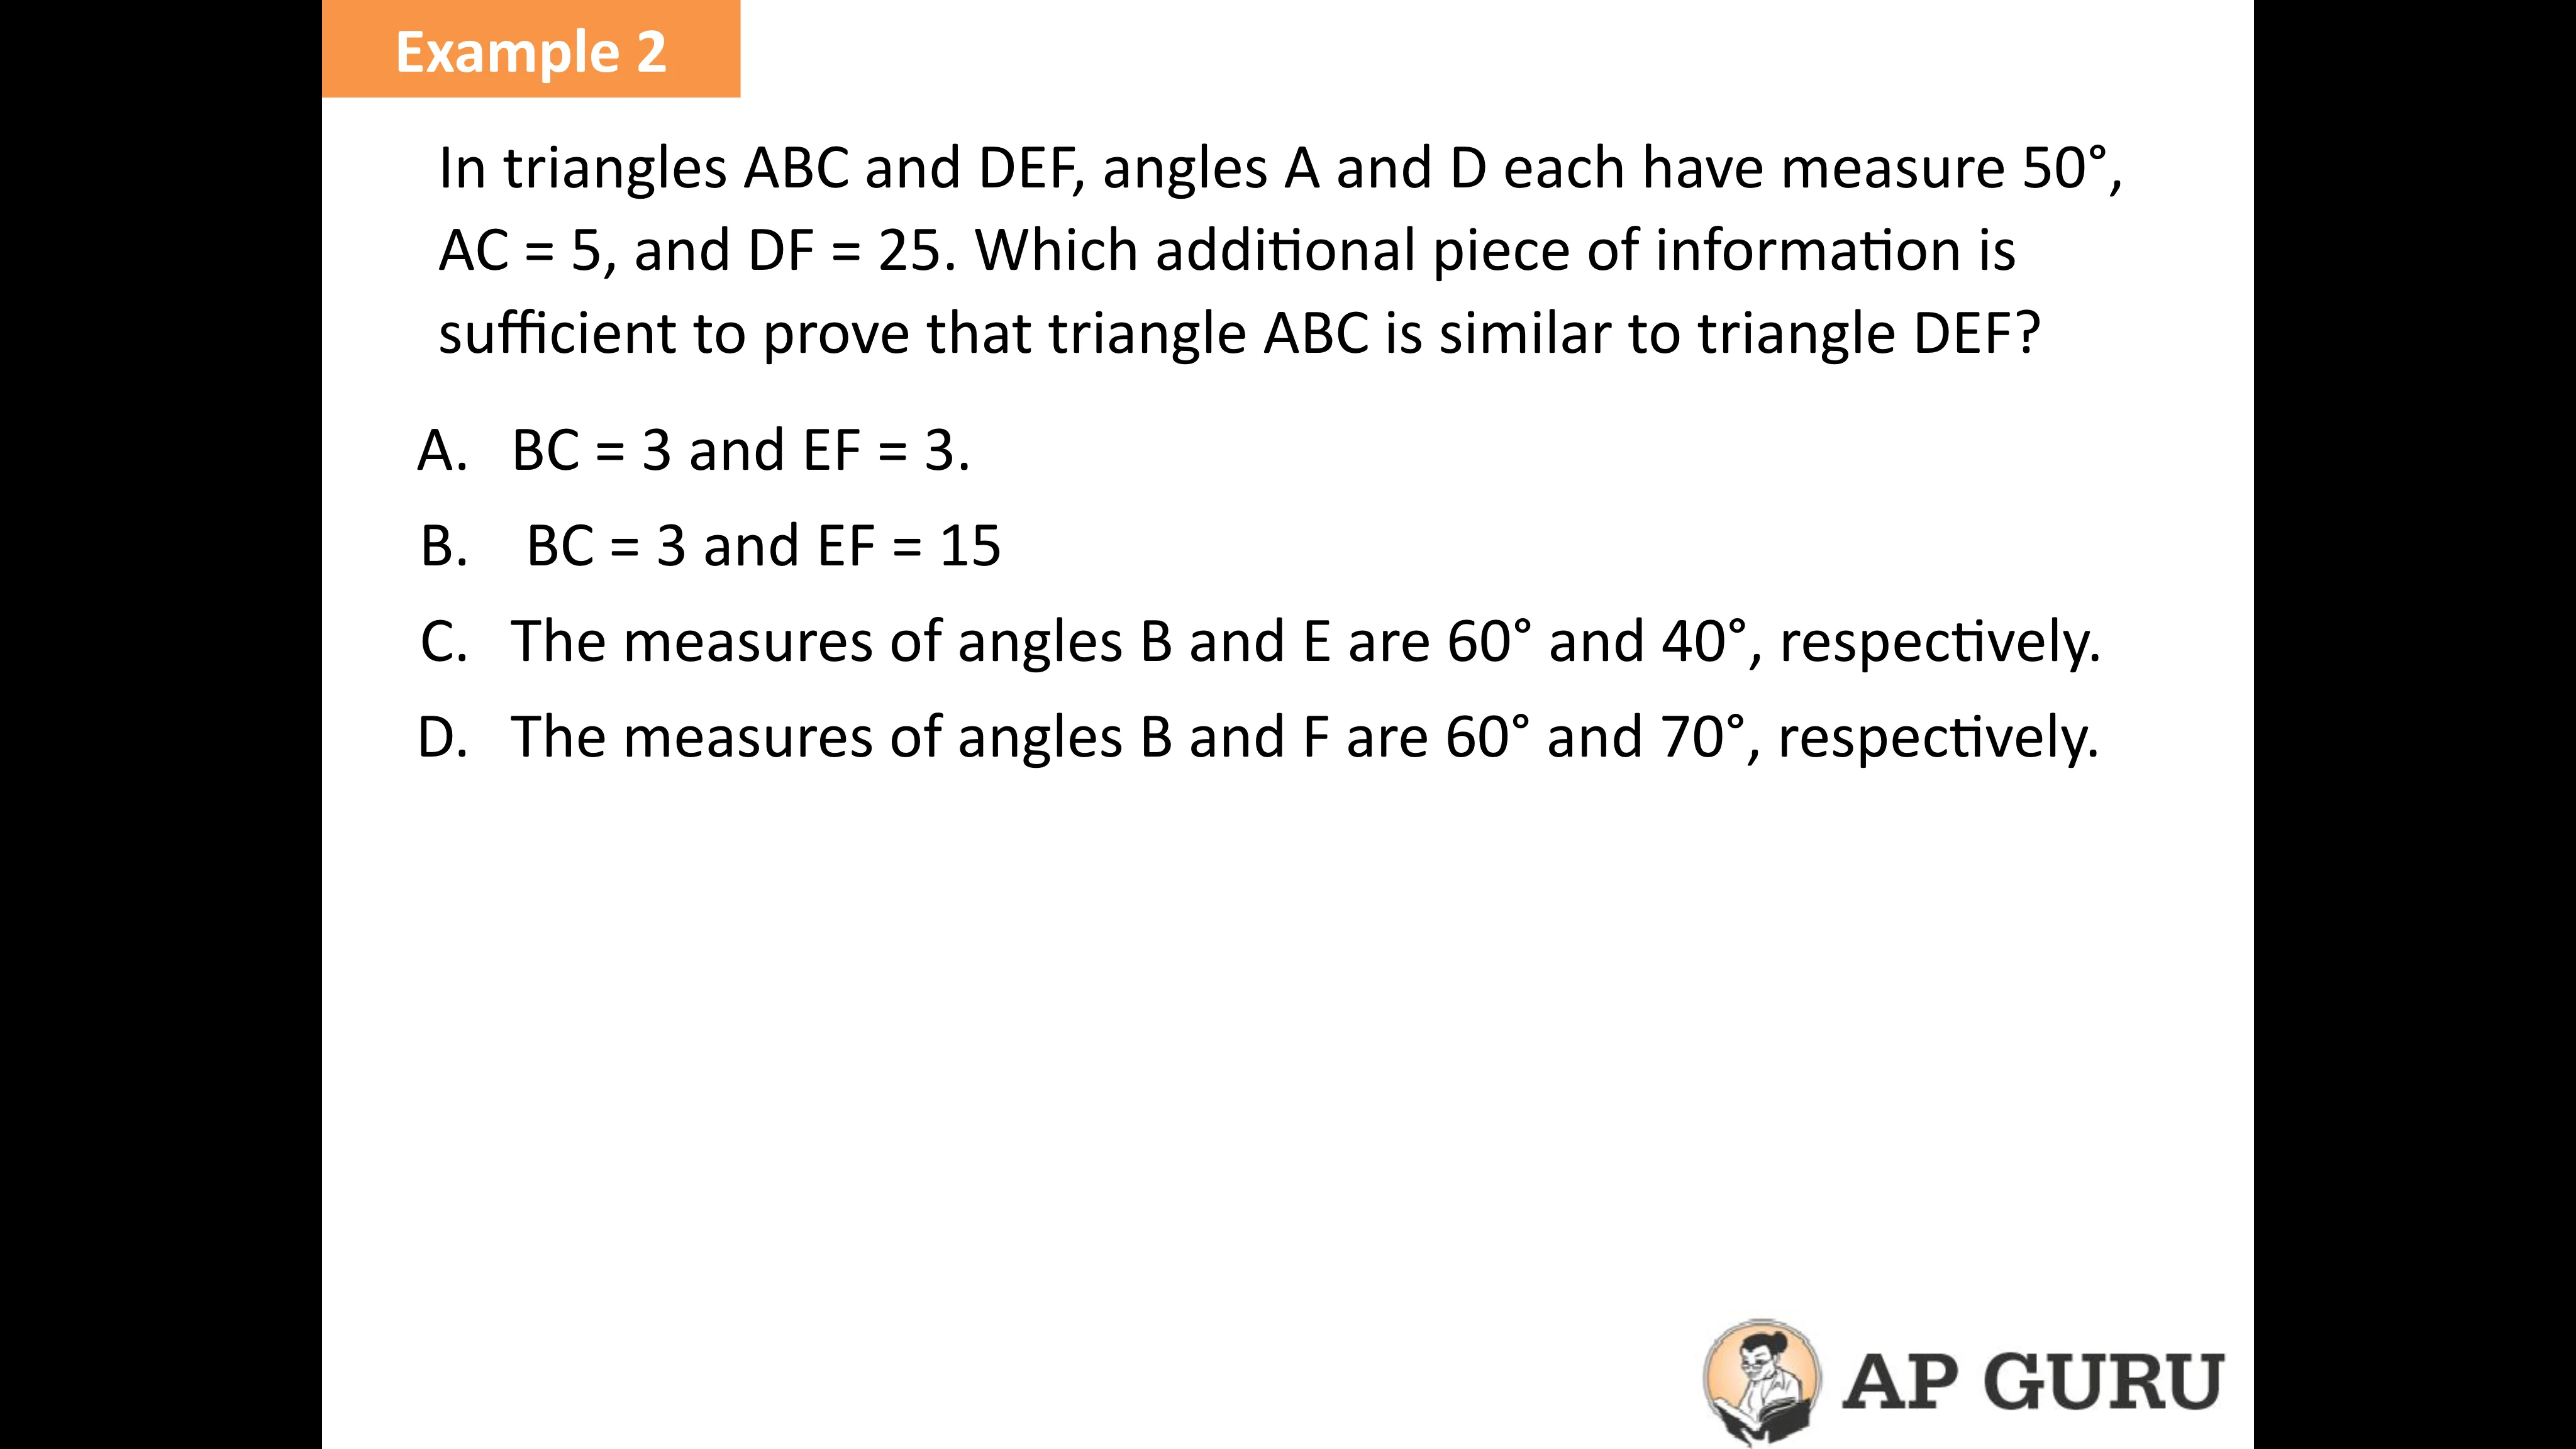 Example 2
In triangles ABC and DEF, angles A and D each have measure 50°,
AC = 5, and DF = 25. Which additional piece of information is
sufficient to prove that triangle ABC is similar to triangle DEF?
A. BC = 3 and EF = 3.
B. BC = 3 and EF = 15
C. The measures of angles B and E are 60° and 40°, respectively.
D. The measures of angles B and F are 60° and 70°, respectively.
AP GURU